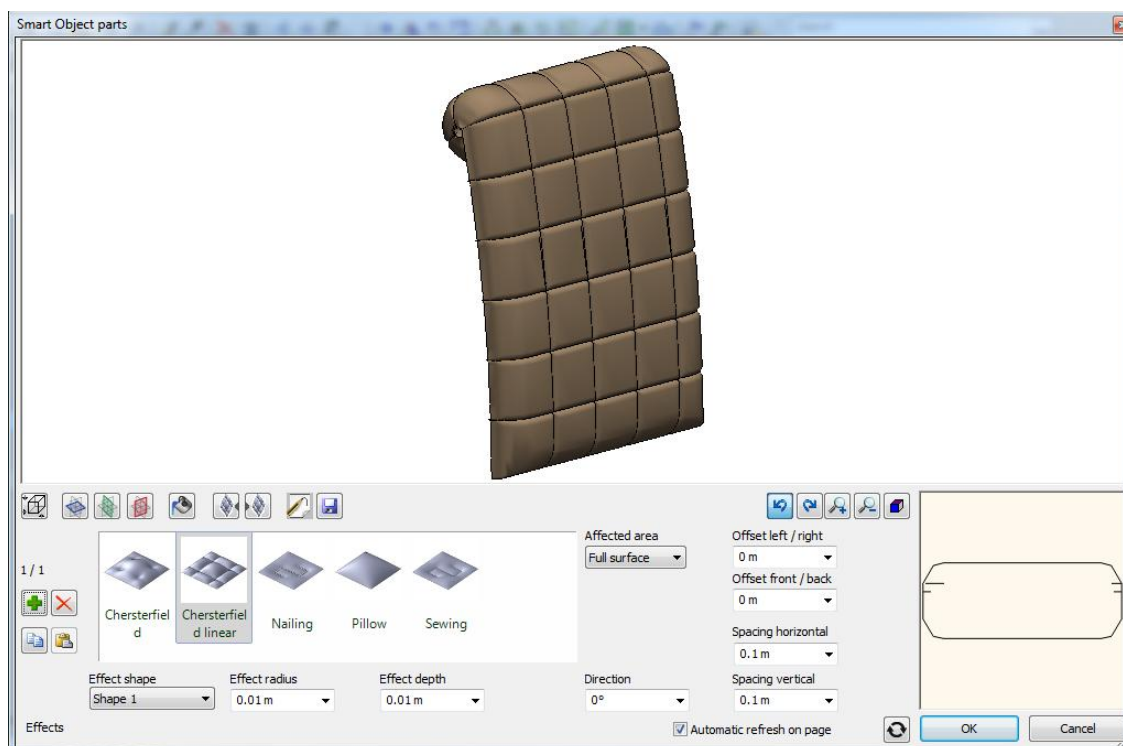 Smart Object parts
Affected area
Offset left / right
Full surface
0 m
Offset front / back
0 m
1 / 1
Chersterfiel
d
Chersterfiel
d linear
Nailing
Pillow
Sewing
Spacing horizontal
0.1 m
Effect shape
Effect radius
Effect depth
Direction
Spacing vertical
Shape 1
0.01 m
0.01 m
0°
0.1 m
Effects
Automatic refresh on page
OK
Cancel